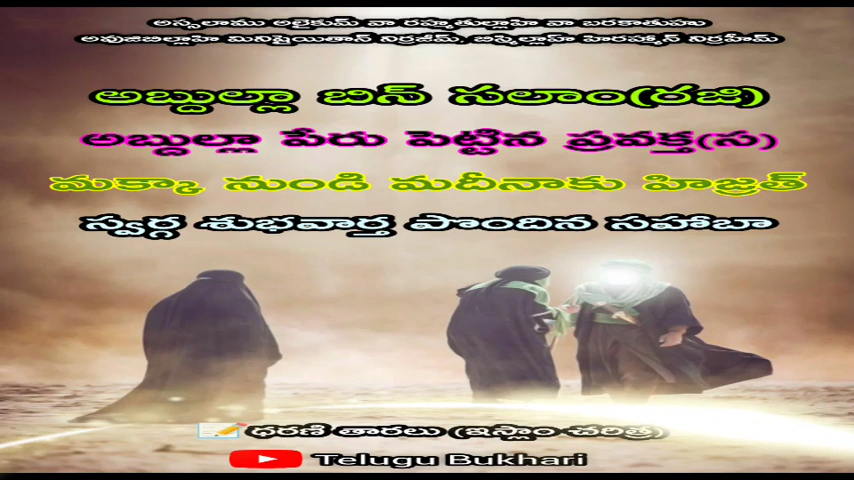 అస్సలాము అలైకుమ్ వా రహ్మతుల్లాహి వా బరకాతుహు
అవుజుబిల్లాహి మినిషైయితాన్ నిర్రజీమ్, బిస్మిల్లాహ్ హిరహ్మాన్ నిర్రహీమ్
అబ్దుల్లా బిన్ సలాం(రజి)
అబ్దుల్లా పేరు పెట్టిన ప్రవక్త(స)
మక్కా నుండి మదీనాకు హిజ్రత్
స్వర్గ శుభవార్త పొందిన సహాబా
📝 ధరణి తారలు (ఇస్లాం చరిత్ర)
Telugu Bukhari